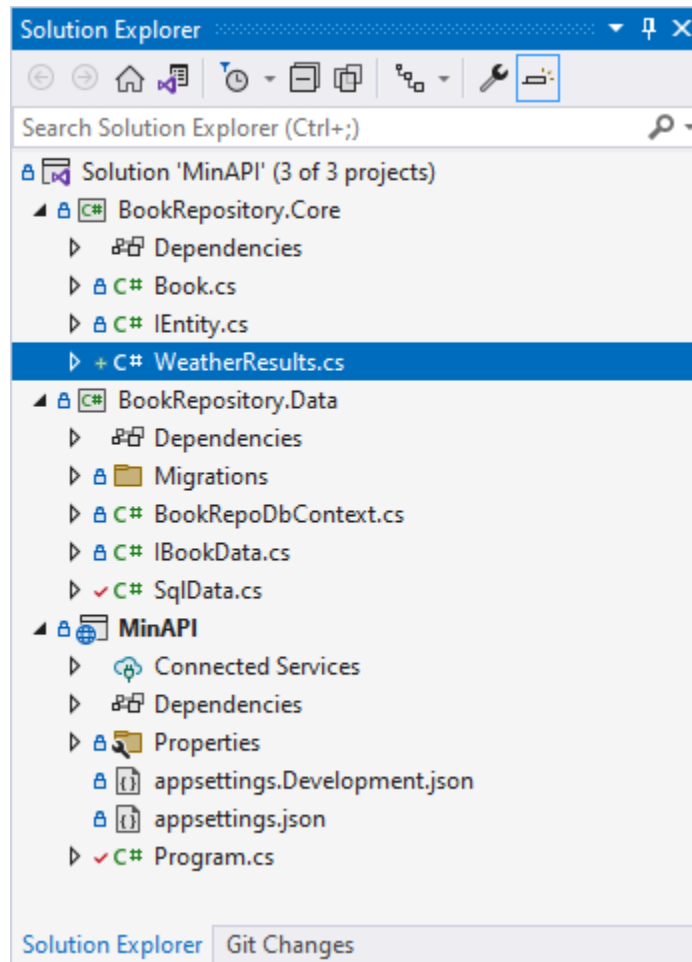 Solution Explorer
Search Solution Explorer (Ctrl+;)
Solution 'MinAPI' (3 of 3 projects)
C# BookRepository.Core
Dependencies
C# Book.cs
C# IEntity.cs
+ C# WeatherResults.cs
C# BookRepository.Data
Dependencies
Migrations
C# BookRepoDbContext.cs
C# IBookData.cs
C# SqlData.cs
MinAPI
Connected Services
Dependencies
Properties
appsettings.Development.json
appsettings.json
C# Program.cs
Solution Explorer Git Changes